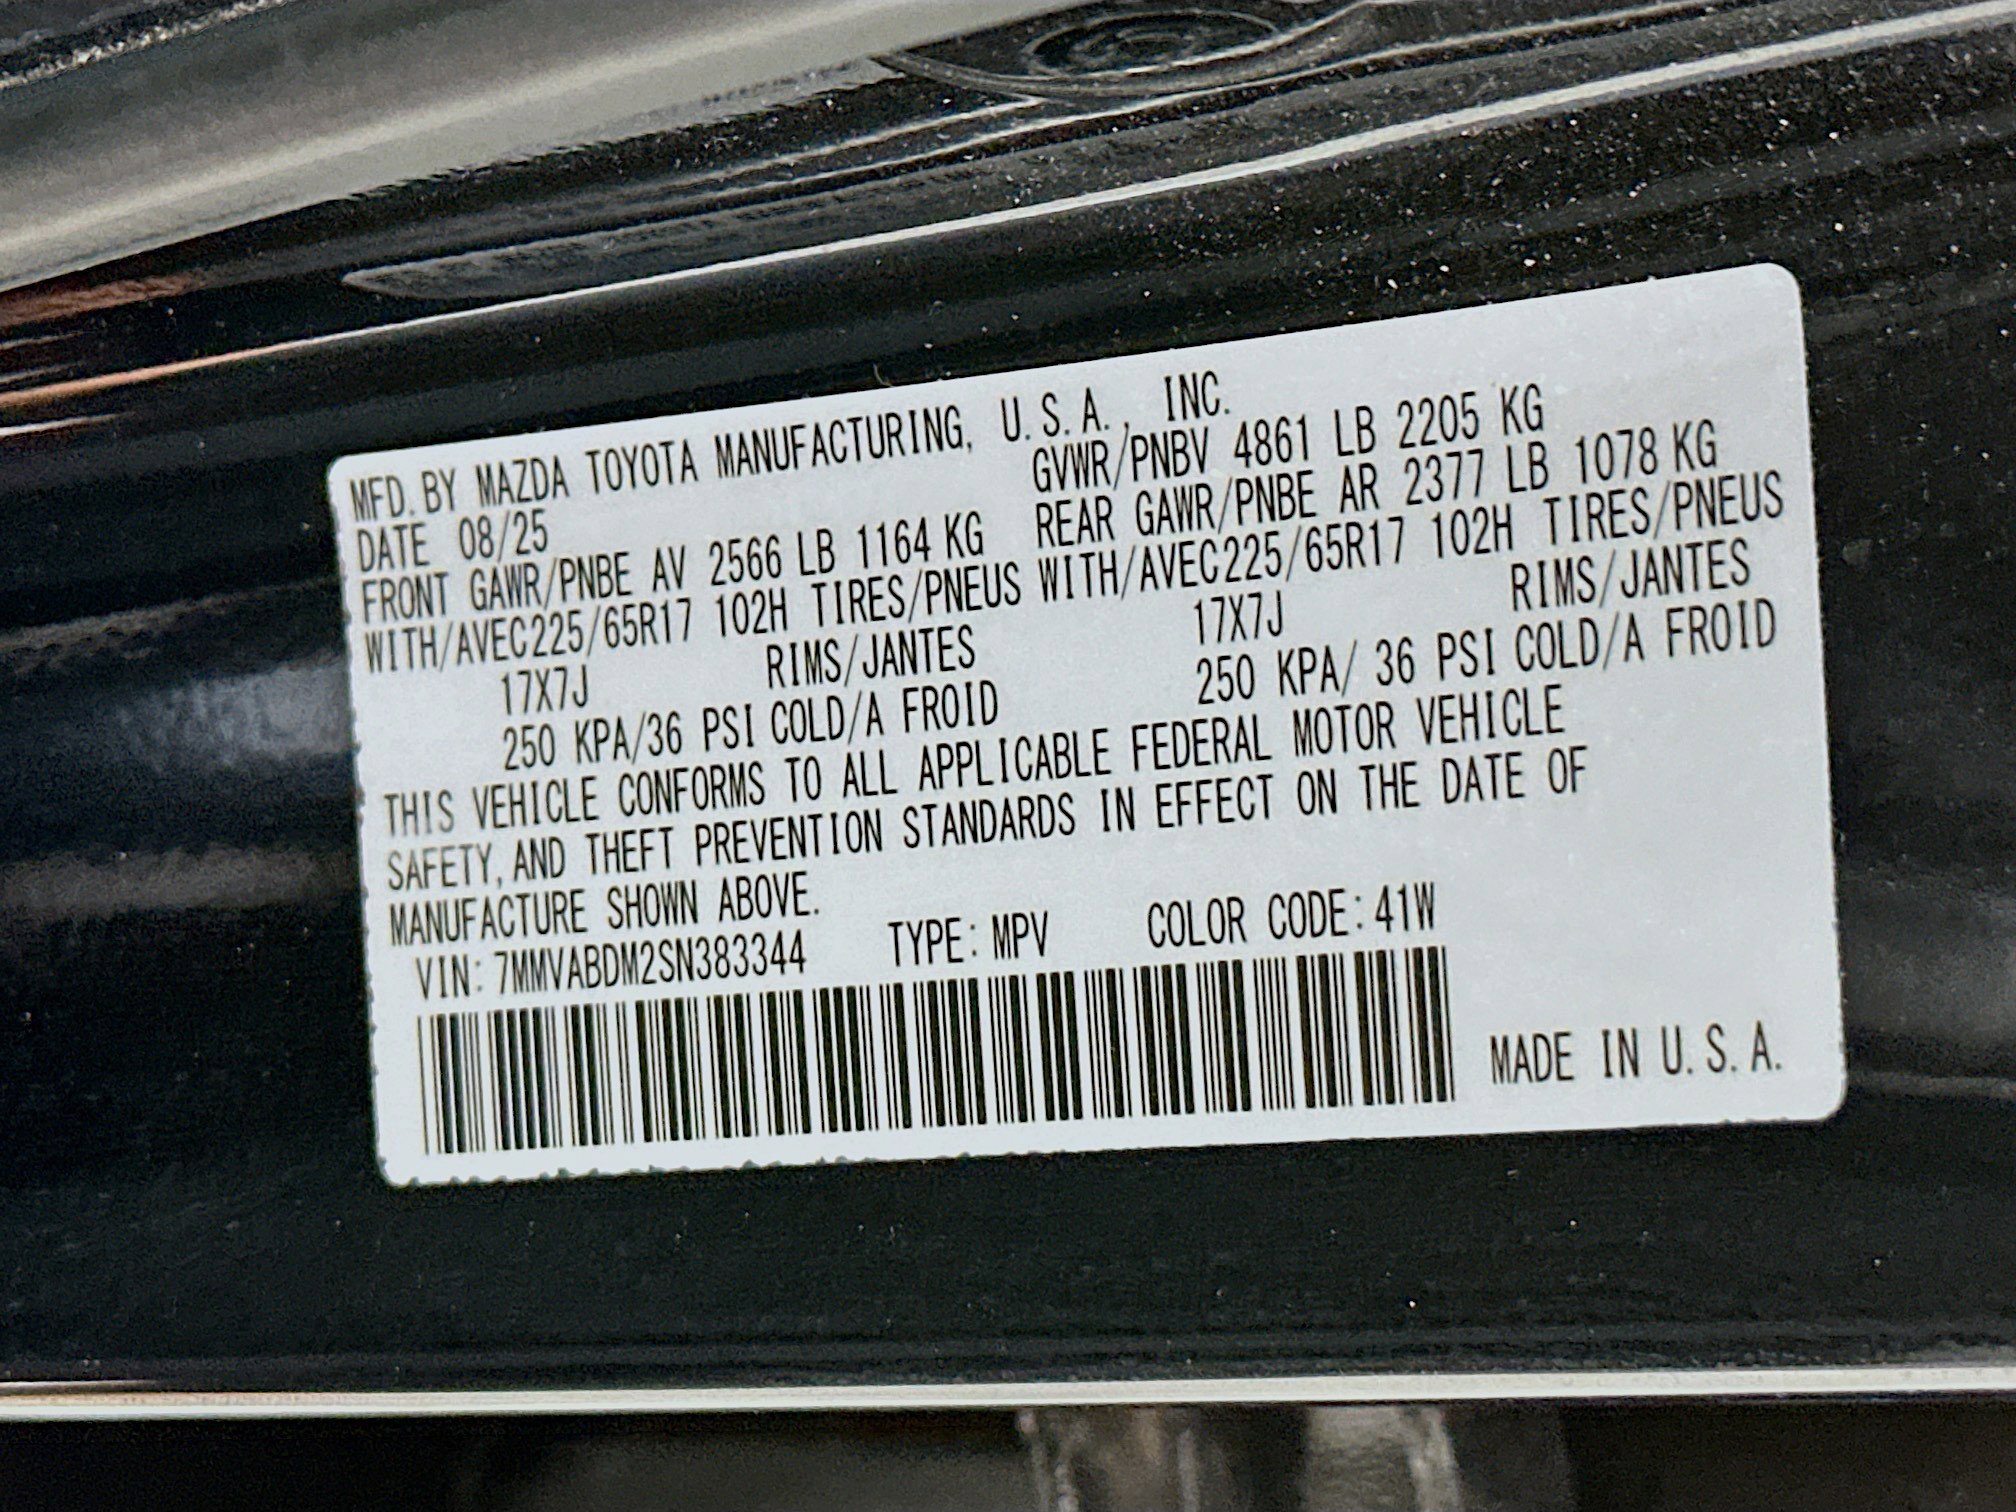 MFD. BY MAZDA TOYOTA MANUFACTURING, U.S.A., INC.
DATE 08/25 GVWR/PNBV 4861 LB 2205 KG
FRONT GAWR/PNBE AV 2566 LB 1164 KG REAR GAWR/PNBE AR 2377 LB 1078 KG
WITH/AVEC225/65R17 102H TIRES/PNEUS WITH/AVEC225/65R17 102H TIRES/PNEUS
17X7J RIMS/JANTES 17X7J RIMS/JANTES
250 KPA/36 PSI COLD/A FROID 250 KPA/ 36 PSI COLD/A FROID
THIS VEHICLE CONFORMS TO ALL APPLICABLE FEDERAL MOTOR VEHICLE
SAFETY, AND THEFT PREVENTION STANDARDS IN EFFECT ON THE DATE OF
MANUFACTURE SHOWN ABOVE.
VIN: 7MMVABDM2SN383344 TYPE: MPV COLOR CODE: 41W
MADE IN U.S.A.